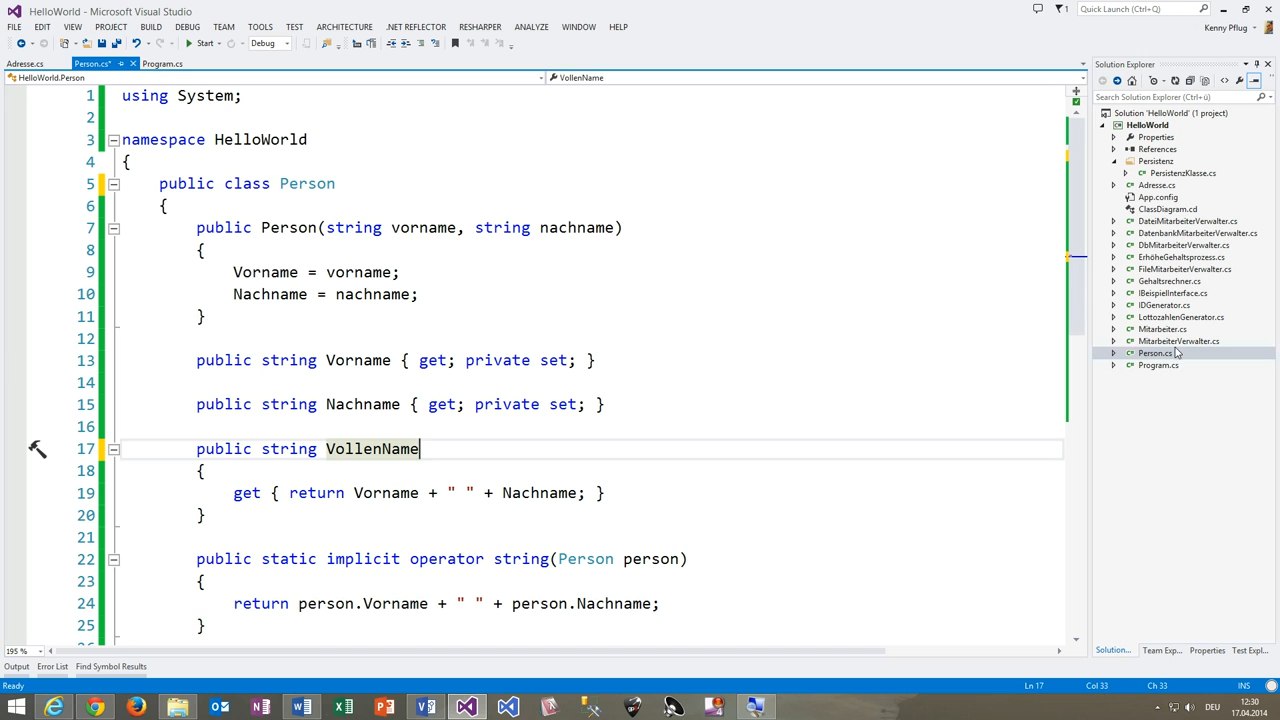 HelloWorld - Microsoft Visual Studio
Quick Launch (Ctrl+Q)
FILE EDIT VIEW PROJECT BUILD DEBUG TEAM TOOLS TEST ARCHITECTURE .NET REFLECTOR RESHARPER ANALYZE WINDOW HELP
Kenny Pflug
Start Debug
Adresse.cs Person.cs* Program.cs
HelloWorld.Person VollenName
1 using System;
2
3 namespace HelloWorld
4 {
5 public class Person
6 {
7 public Person(string vorname, string nachname)
8 {
9 Vorname = vorname;
10 Nachname = nachname;
11 }
12
13 public string Vorname { get; private set; }
14
15 public string Nachname { get; private set; }
16
17 public string VollenName
18 {
19 get { return Vorname + " " + Nachname; }
20 }
21
22 public static implicit operator string(Person person)
23 {
24 return person.Vorname + " " + person.Nachname;
25 }
195 %
Solution Explorer
Search Solution Explorer (Ctrl+ü)
Solution 'HelloWorld' (1 project)
HelloWorld
Properties
References
Persistenz
PersistenzKlasse.cs
Adresse.cs
App.config
ClassDiagram.cd
DateiMitarbeiterVerwalter.cs
DatenbankMitarbeiterVerwalter.cs
DbMitarbeiterVerwalter.cs
ErhöheGehaltsprozess.cs
FileMitarbeiterVerwalter.cs
Gehaltsrechner.cs
IBeispielInterface.cs
IDGenerator.cs
LottozahlenGenerator.cs
Mitarbeiter.cs
MitarbeiterVerwalter.cs
Person.cs
Program.cs
Solution... Team Exp... Properties Test Expl...
Output Error List Find Symbol Results
Ready Ln 17 Col 33 Ch 33 INS
DEU
12:30
17.04.2014